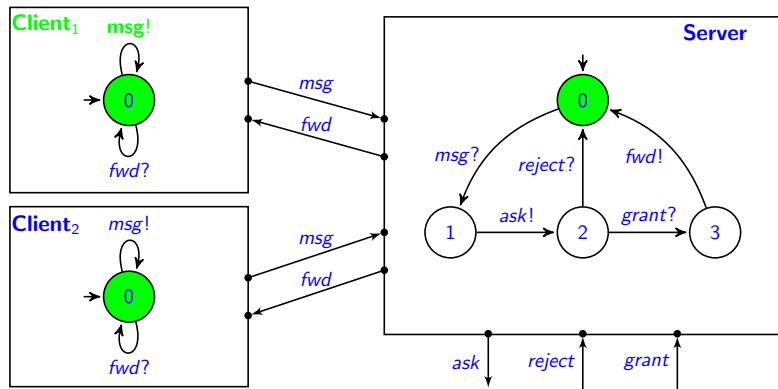 Client₁
msg!
0
fwd?
msg
fwd
Server
0
msg?
reject?
fwd!
1
ask!
2
grant?
3
Client₂
msg!
0
fwd?
msg
fwd
ask
reject
grant